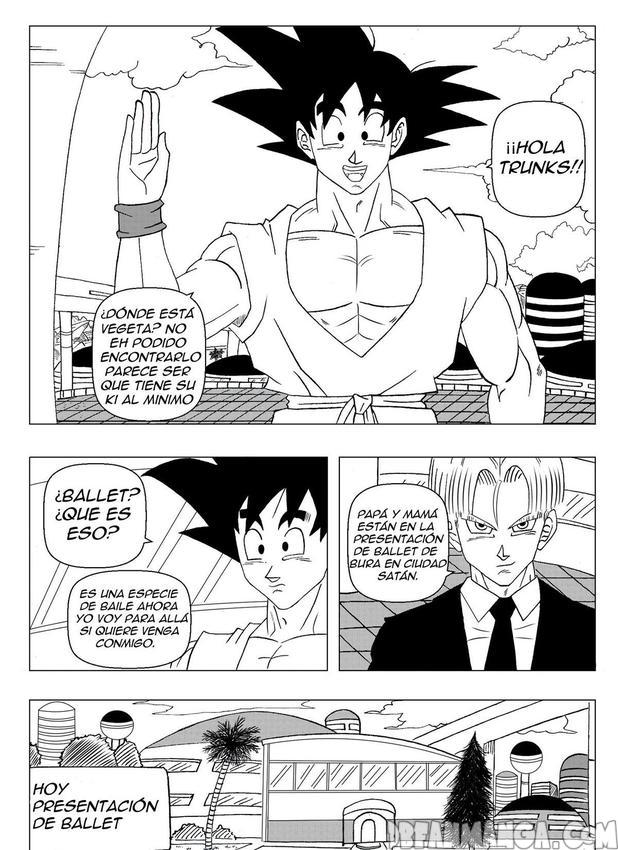 ¡¡HOLA
TRUNKS!!
¿DÓNDE ESTÁ
VEGETA? NO
EH PODIDO
ENCONTRARLO
PARECE SER
QUE TIENE SU
KI AL MINIMO
PAPÁ Y MAMÁ
ESTÁN EN LA
PRESENTACIÓN
DE BALLET DE
BURA EN CIUDAD
SATÁN.
¿BALLET?
¿QUE ES
ESO?
ES UNA ESPECIE
DE BAILE AHORA
YO VOY PARA ALLÁ
SI QUIERE VENGA
CONMIGO.
HOY
PRESENTACIÓN
DE BALLET
DBFANMANGA.COM